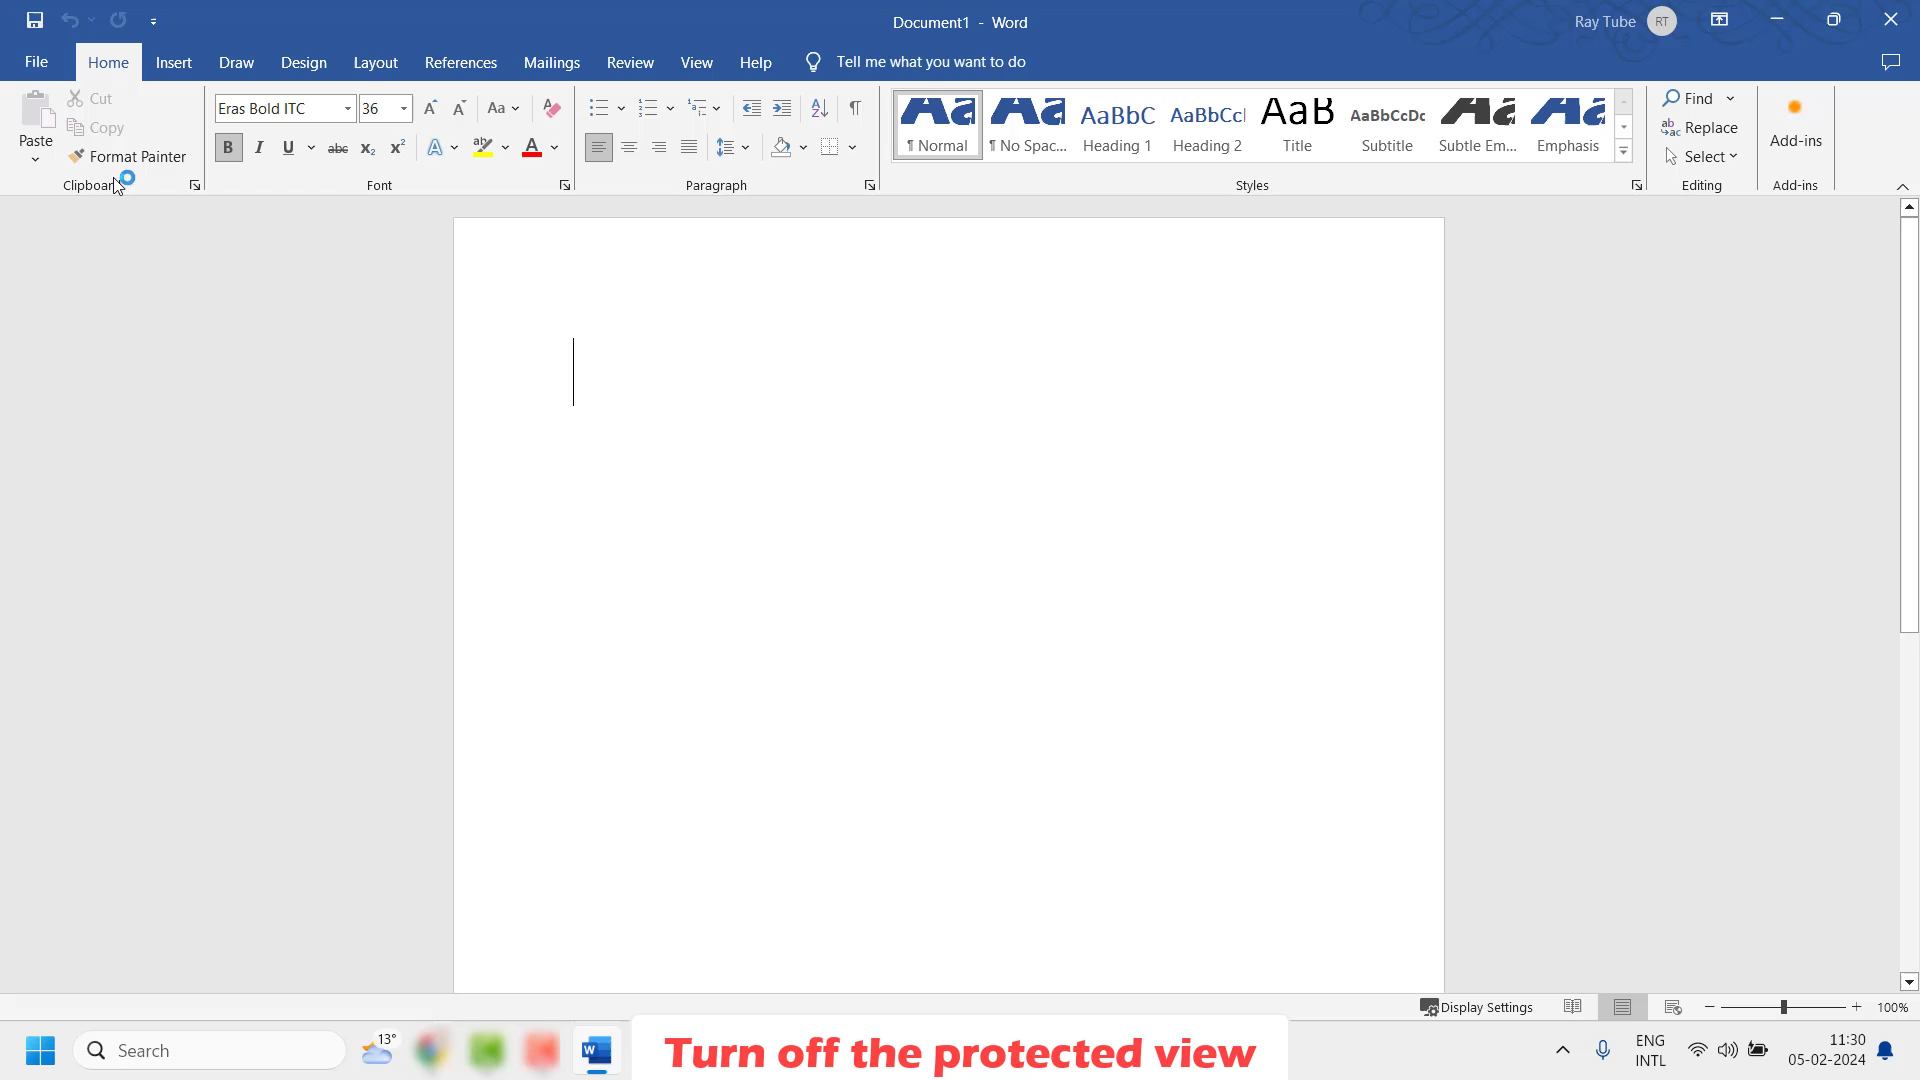 Document1 - Word
Ray Tube RT
File Home Insert Draw Design Layout References Mailings Review View Help Tell me what you want to do
Paste
Cut
Copy
Format Painter
Clipboard
Eras Bold ITC 36 Aa
B I U abc x₂ x² A ab A
Font
Paragraph
AaBbC AaBbCcl AaB AaBbCcDc
¶ Normal ¶ No Spac... Heading 1 Heading 2 Title Subtitle Subtle Em... Emphasis
Styles
Find
Replace
Select
Editing
Add-ins
Add-ins
Display Settings 100%
Search
13°
Turn off the protected view
ENG
INTL
11:30
05-02-2024